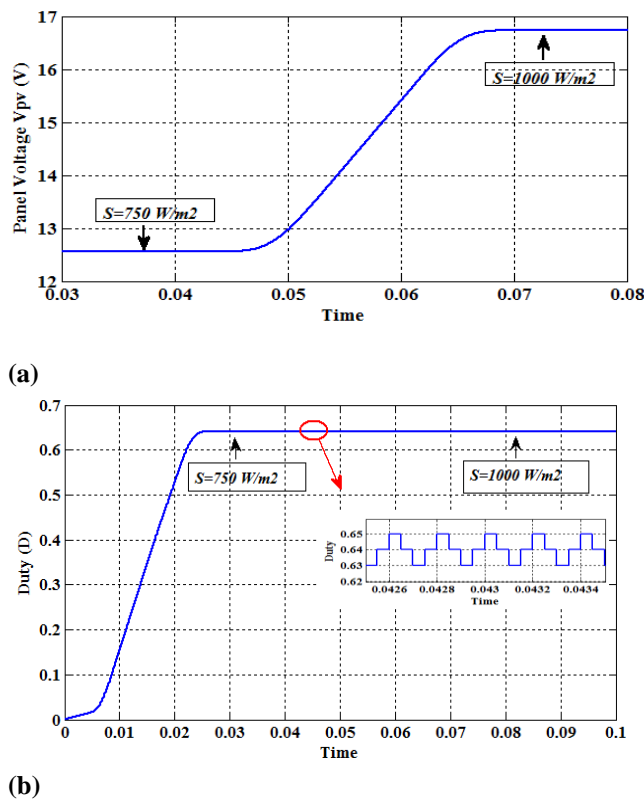 17
16
15
14
13
12
Panel Voltage Vpv (V)
S=1000 W/m2
S=750 W/m2
0.03 0.04 0.05 0.06 0.07 0.08
Time
(a)
0.7
0.6
0.5
0.4
0.3
0.2
0.1
0
Duty (D)
S=750 W/m2
S=1000 W/m2
0.65
0.64
0.63
0.62
Duty
0.0426 0.0428 0.043 0.0432 0.0434
Time
0 0.01 0.02 0.03 0.04 0.05 0.06 0.07 0.08 0.09 0.1
Time
(b)